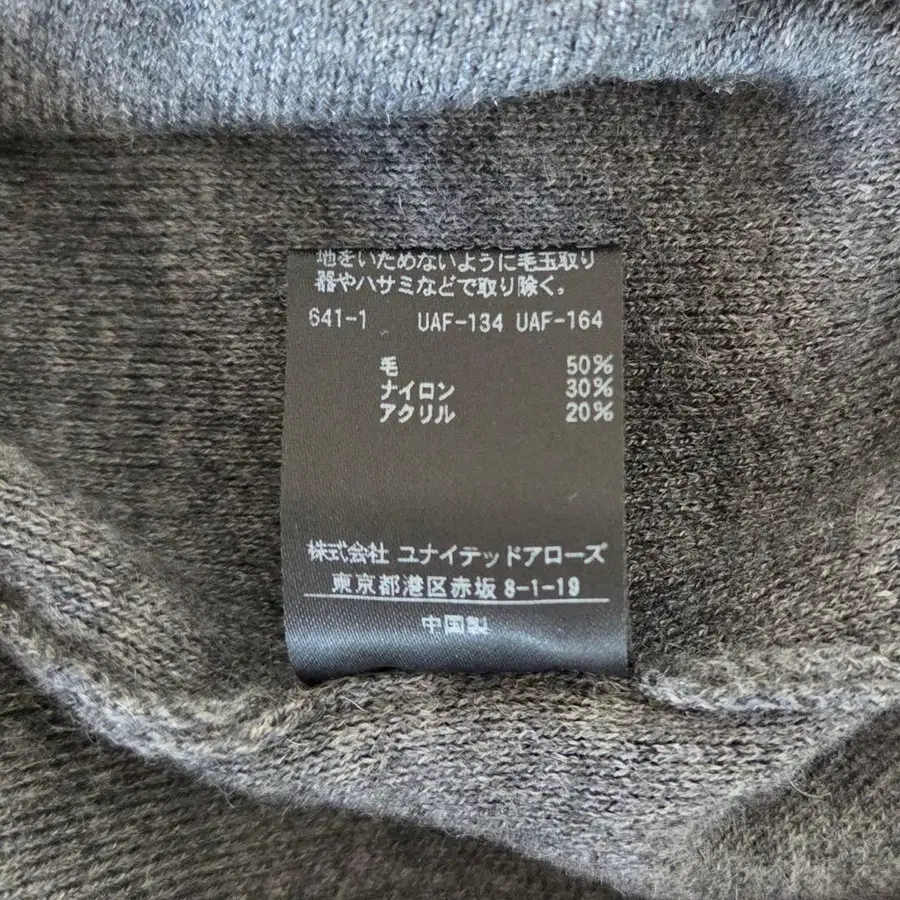 地をいためないように毛玉取り
器やハサミなどで取り除く。
641-1 UAF-134 UAF-164
毛 50%
ナイロン 30%
アクリル 20%
株式会社 ユナイテッドアローズ
東京都港区赤坂 8-1-19
中国製